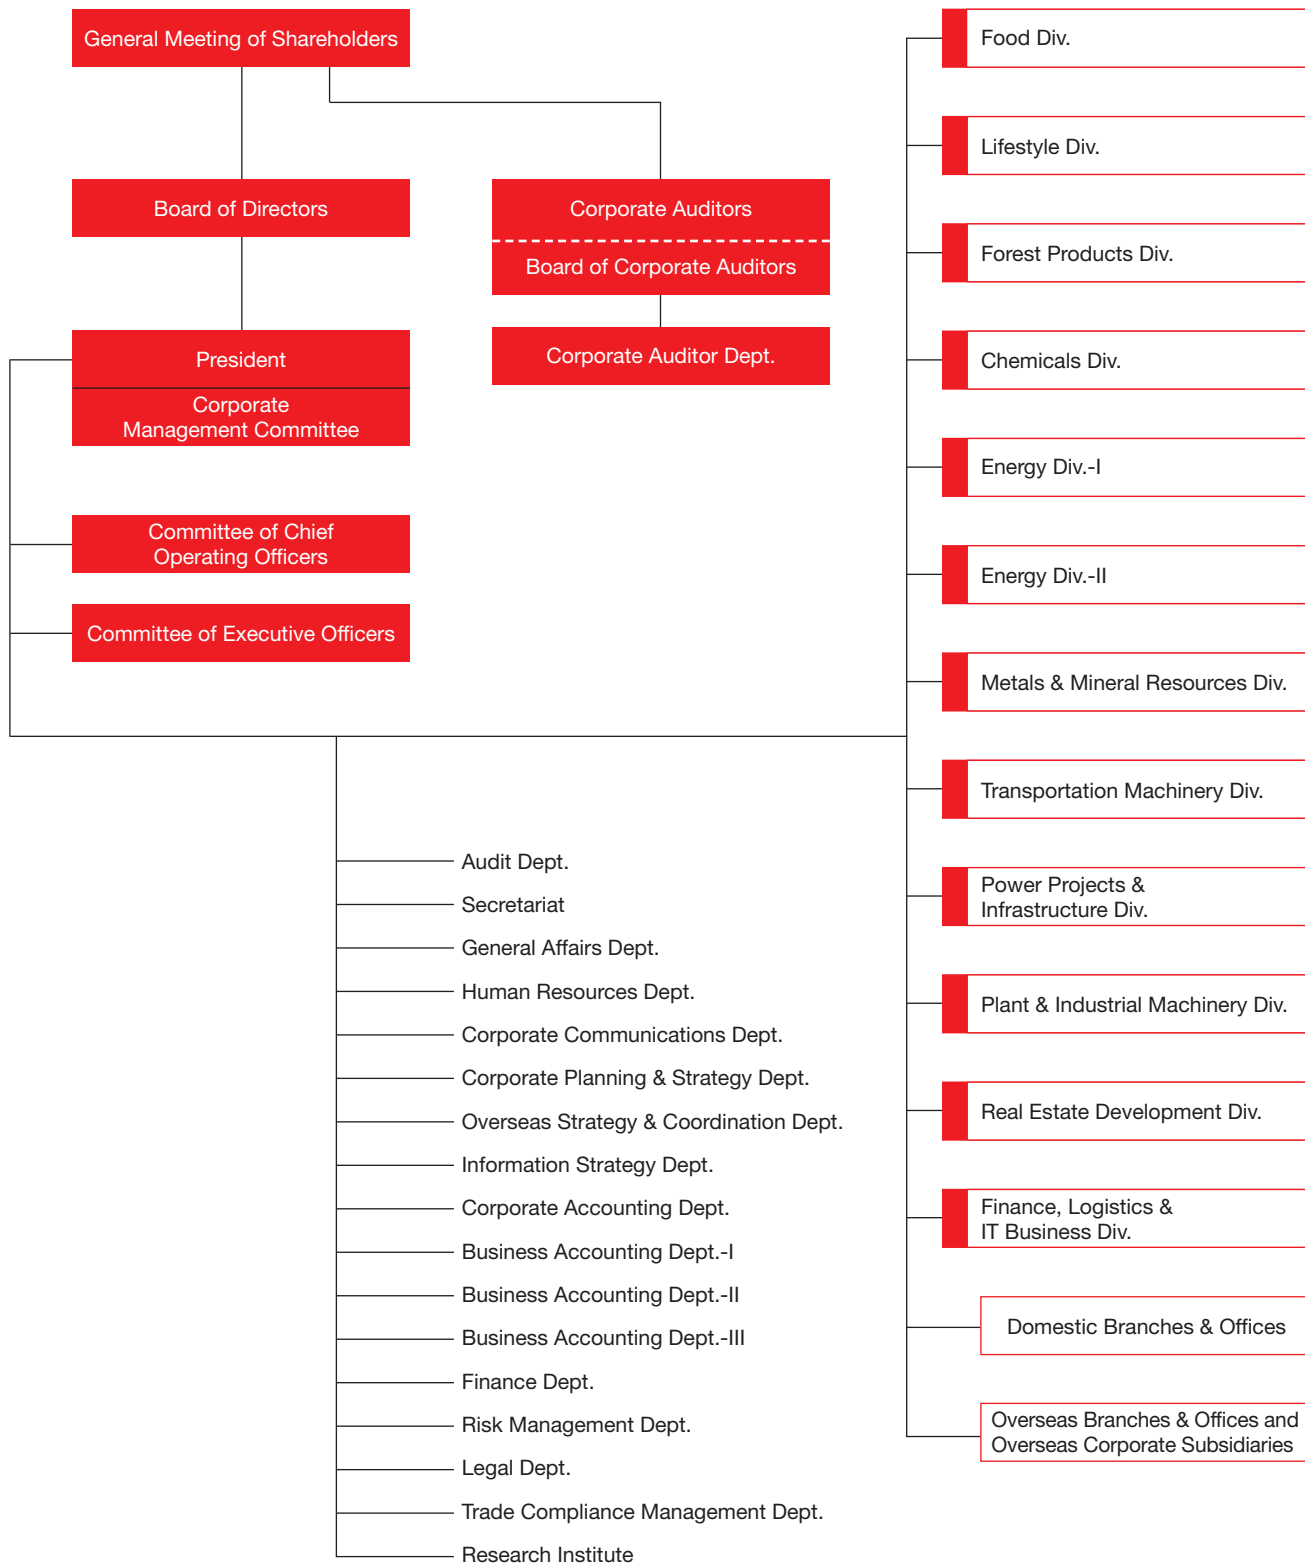 General Meeting of Shareholders
Board of Directors
Corporate Auditors
Board of Corporate Auditors
President
Corporate
Management Committee
Corporate Auditor Dept.
Committee of Chief
Operating Officers
Committee of Executive Officers
Audit Dept.
Secretariat
General Affairs Dept.
Human Resources Dept.
Corporate Communications Dept.
Corporate Planning & Strategy Dept.
Overseas Strategy & Coordination Dept.
Information Strategy Dept.
Corporate Accounting Dept.
Business Accounting Dept.-I
Business Accounting Dept.-II
Business Accounting Dept.-III
Finance Dept.
Risk Management Dept.
Legal Dept.
Trade Compliance Management Dept.
Research Institute
Food Div.
Lifestyle Div.
Forest Products Div.
Chemicals Div.
Energy Div.-I
Energy Div.-II
Metals & Mineral Resources Div.
Transportation Machinery Div.
Power Projects &
Infrastructure Div.
Plant & Industrial Machinery Div.
Real Estate Development Div.
Finance, Logistics &
IT Business Div.
Domestic Branches & Offices
Overseas Branches & Offices and
Overseas Corporate Subsidiaries